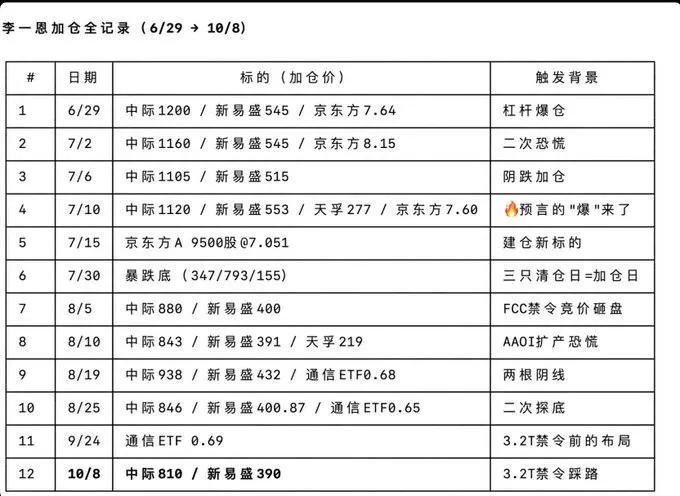 李一恩加仓全记录 (6/29 → 10/8)
# 日期 标的 (加仓价) 触发背景
1 6/29 中际1200 / 新易盛545 / 京东方7.64 杠杆爆仓
2 7/2 中际1160 / 新易盛545 / 京东方8.15 二次恐慌
3 7/6 中际1105 / 新易盛515 阴跌加仓
4 7/10 中际1120 / 新易盛553 / 天孚277 / 京东方7.60 🔥预言的"爆"来了
5 7/15 京东方A 9500股@7.051 建仓新标的
6 7/30 暴跌底 (347/793/155) 三只清仓日=加仓日
7 8/5 中际880 / 新易盛400 FCC禁令竞价砸盘
8 8/10 中际843 / 新易盛391 / 天孚219 AAOI扩产恐慌
9 8/19 中际938 / 新易盛432 / 通信ETF0.68 两根阴线
10 8/25 中际846 / 新易盛400.87 / 通信ETF0.65 二次探底
11 9/24 通信ETF 0.69 3.2T禁令前的布局
12 10/8 中际810 / 新易盛390 3.2T禁令踩踏